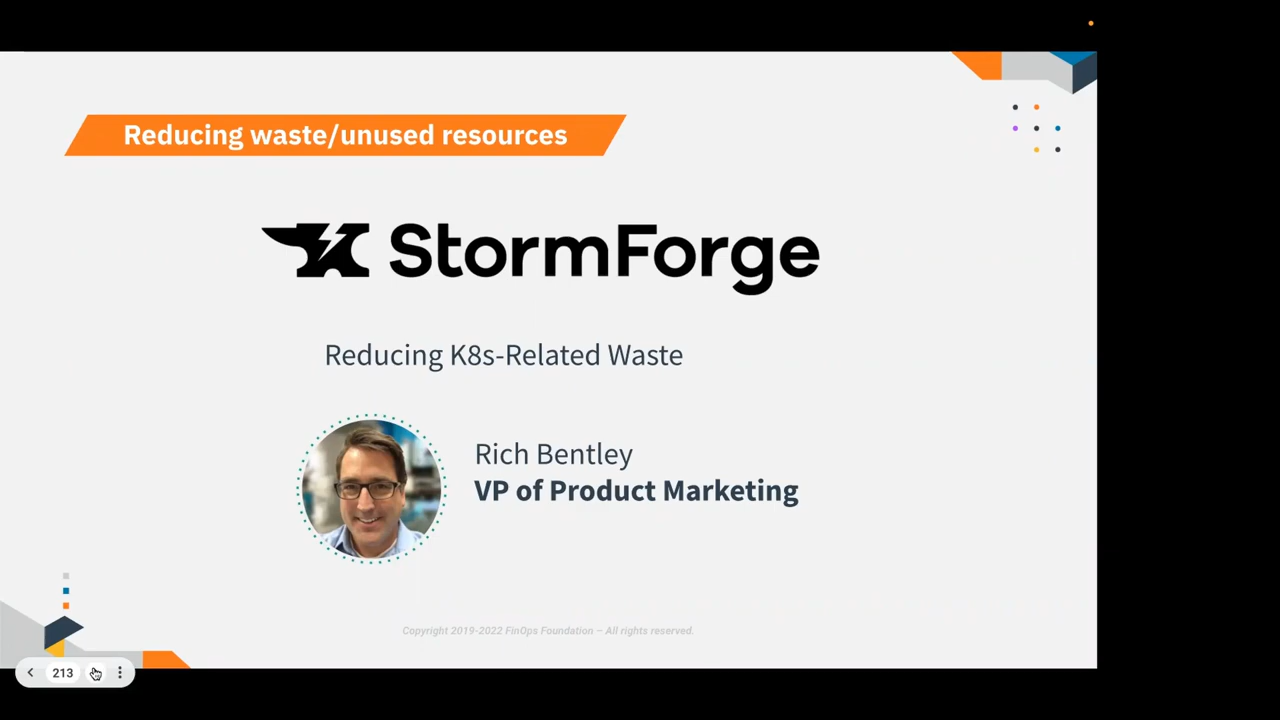 Reducing waste/unused resources
StormForge
Reducing K8s-Related Waste
Rich Bentley
VP of Product Marketing
Copyright 2019-2022 FinOps Foundation – All rights reserved.
213